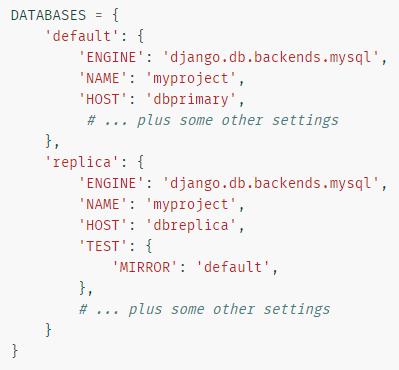 DATABASES = {
    'default': {
        'ENGINE': 'django.db.backends.mysql',
        'NAME': 'myproject',
        'HOST': 'dbprimary',
         # ... plus some other settings
    },
    'replica': {
        'ENGINE': 'django.db.backends.mysql',
        'NAME': 'myproject',
        'HOST': 'dbreplica',
        'TEST': {
            'MIRROR': 'default',
        },
        # ... plus some other settings
    }
}